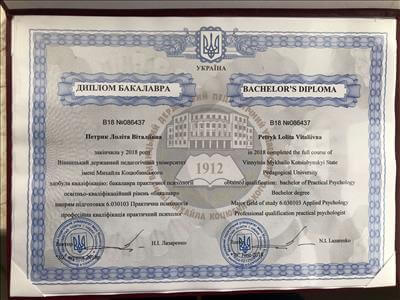 УКРАЇНА
ДИПЛОМ БАКАЛАВРА
B18 №086437
Петрик Лоліта Віталіївна
закінчила у 2018 році
Вінницький державний педагогічний університет
імені Михайла Коцюбинського
здобула кваліфікацію: бакалавра практичної психології
освітньо-кваліфікаційний рівень бакалавра
напрям підготовки 6.030103 Практична психологія
професійна кваліфікація практичний психолог
Н.І. Лазаренко
BACHELOR'S DIPLOMA
B18 №086437
Petryk Lolita Vitaliivna
in 2018 completed the full course of
Vinnytsia Mykhailo Kotsiubynskyi State
Pedagogical University
obtained qualification: bachelor of Practical Psychology
Bachelor degree
Major field of study 6.030103 Applied Psychology
Professional qualification practical psychologist
N.I. Lazarenko
1912